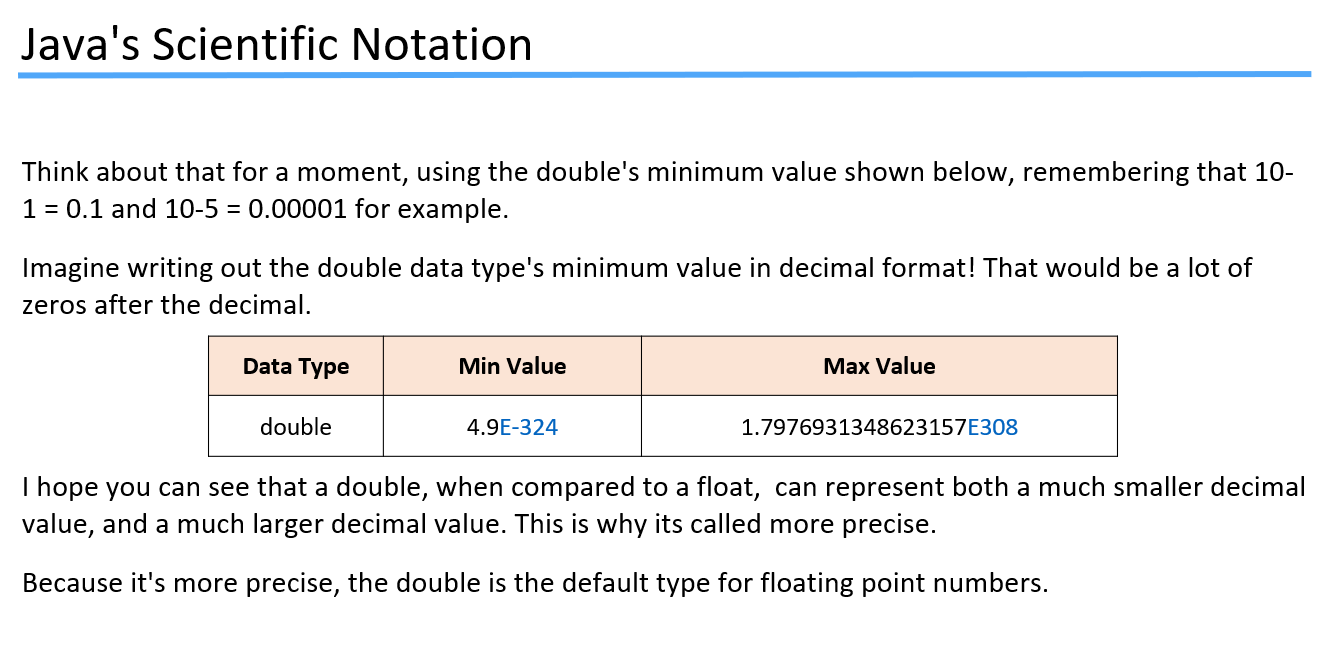 Java's Scientific Notation
Think about that for a moment, using the double's minimum value shown below, remembering that 10-
1 = 0.1 and 10-5 = 0.00001 for example.
Imagine writing out the double data type's minimum value in decimal format! That would be a lot of
zeros after the decimal.
Data Type Min Value Max Value
double 4.9E-324 1.7976931348623157E308
I hope you can see that a double, when compared to a float,  can represent both a much smaller decimal
value, and a much larger decimal value. This is why its called more precise.
Because it's more precise, the double is the default type for floating point numbers.